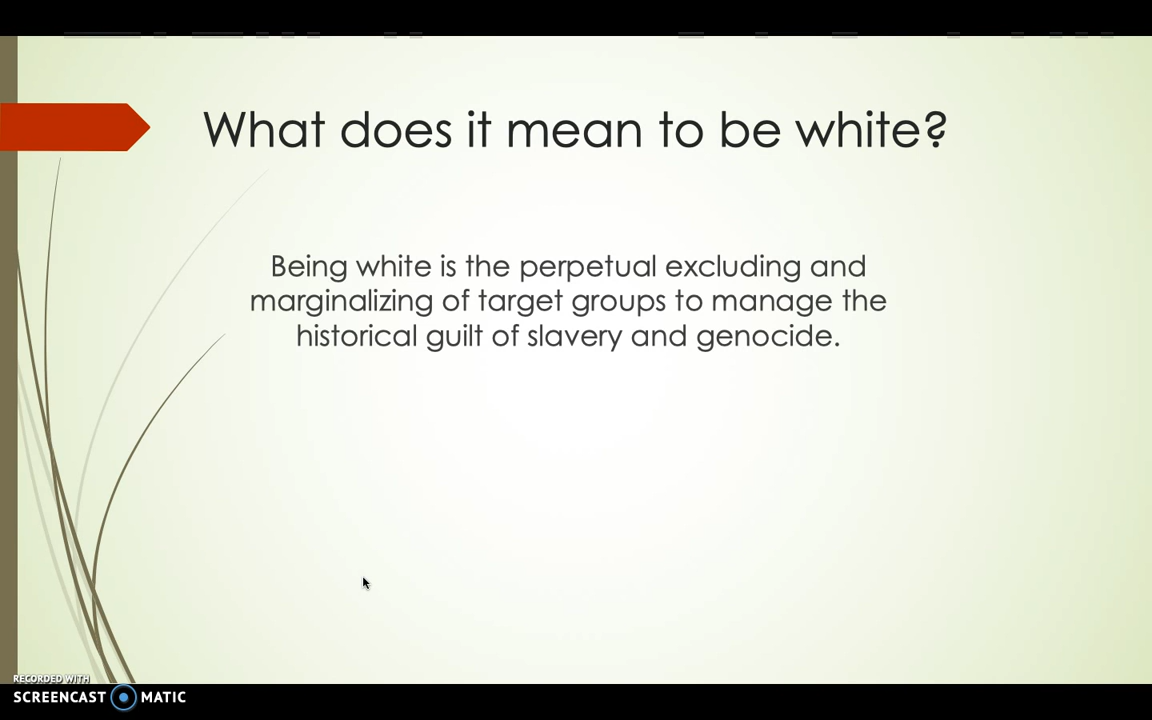 What does it mean to be white?
Being white is the perpetual excluding and
marginalizing of target groups to manage the
historical guilt of slavery and genocide.
RECORDED WITH
SCREENCAST MATIC